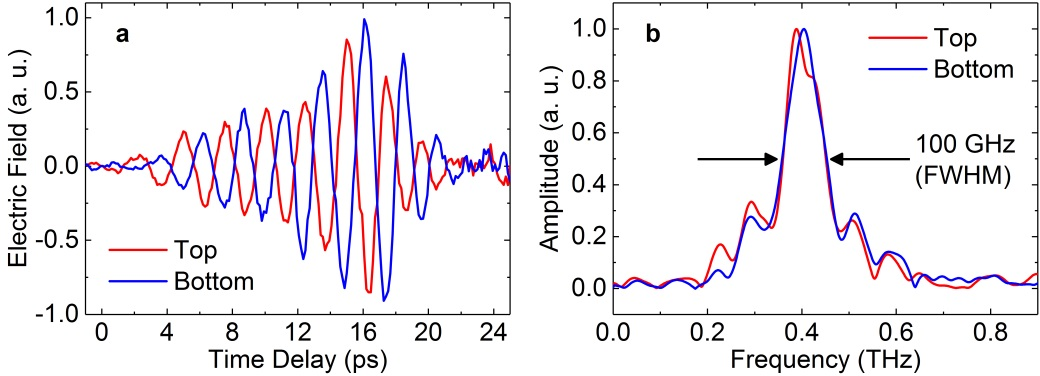 a
1.0
0.5
0.0
-0.5
-1.0
Electric Field (a. u.)
Top
Bottom
0 4 8 12 16 20 24
Time Delay (ps)
b
1.0
0.8
0.6
0.4
0.2
0.0
Amplitude (a. u.)
Top
Bottom
100 GHz
(FWHM)
0.0 0.2 0.4 0.6 0.8
Frequency (THz)